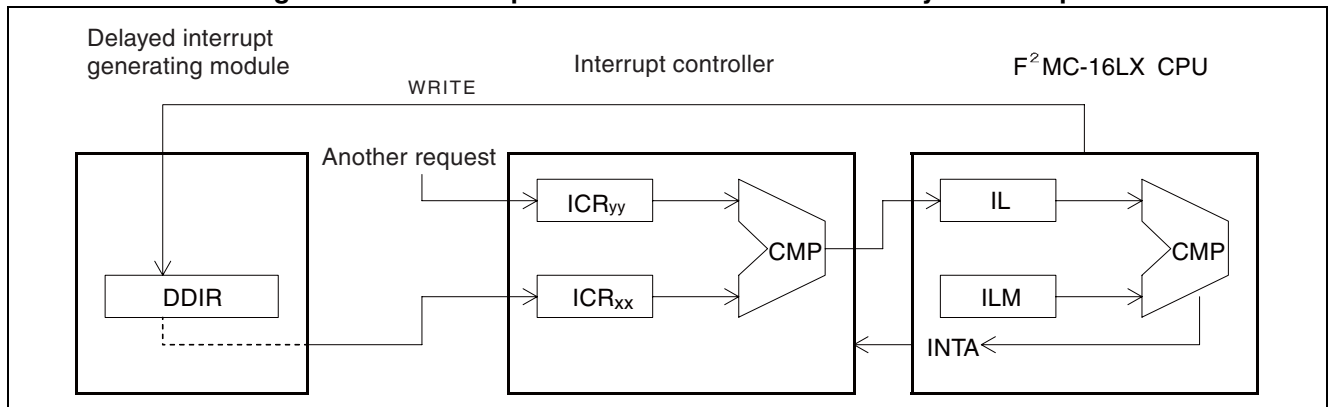 Delayed interrupt
generating module
Interrupt controller
F²MC-16LX CPU
WRITE
Another request
ICRyy
IL
CMP
CMP
DDIR
ICRxx
ILM
INTA